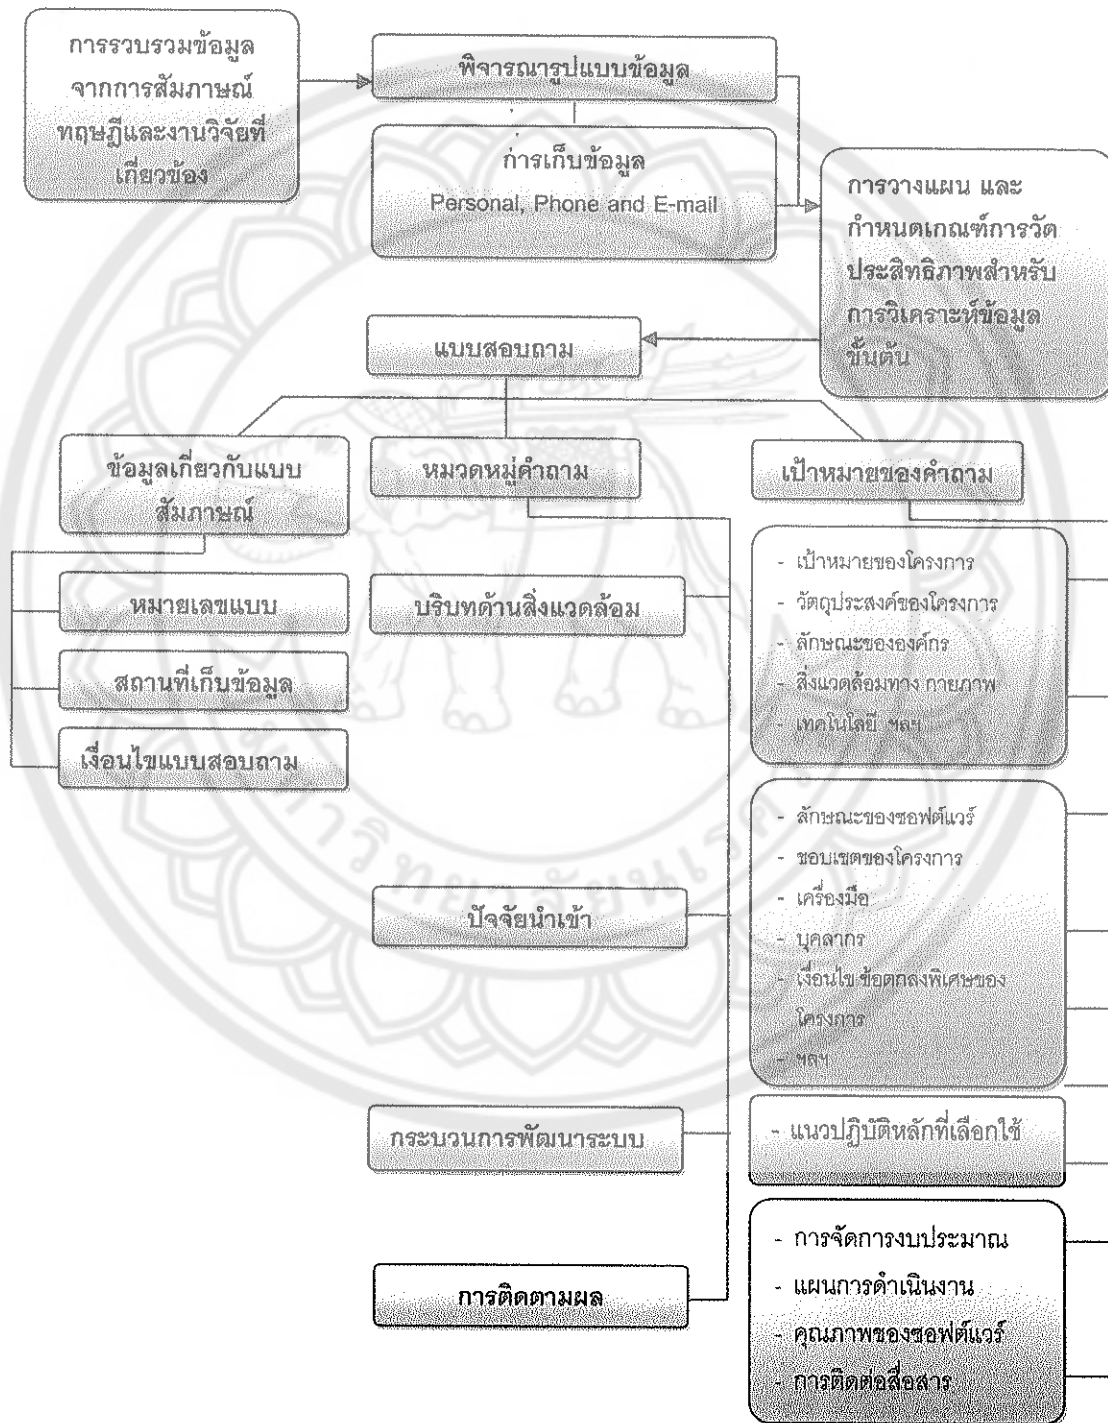 การรวบรวมข้อมูล
จากการสัมภาษณ์
ทฤษฎีและงานวิจัยที่
เกี่ยวข้อง
พิจารณารูปแบบข้อมูล
การเก็บข้อมูล
Personal, Phone and E-mail
การวางแผน และ
กำหนดเกณฑ์การวัด
ประสิทธิภาพสำหรับ
การวิเคราะห์ข้อมูล
ขั้นต้น
แบบสอบถาม
ข้อมูลเกี่ยวกับแบบ
สัมภาษณ์
หมายเลขแบบ
สถานที่เก็บข้อมูล
เงื่อนไขแบบสอบถาม
หมวดหมู่คำถาม
บริบทด้านสิ่งแวดล้อม
ปัจจัยนำเข้า
กระบวนการพัฒนาระบบ
การติดตามผล
เป้าหมายของคำถาม
- เป้าหมายของโครงการ
- วัตถุประสงค์ของโครงการ
- ลักษณะขององค์กร
- สิ่งแวดล้อมทาง กายภาพ
- เทคโนโลยี ฯลฯ
- ลักษณะของซอฟต์แวร์
- ขอบเขตของโครงการ
- เครื่องมือ
- บุคลากร
- เงื่อนไข ข้อตกลงพิเศษของ
โครงการ
- ฯลฯ
- แนวปฏิบัติหลักที่เลือกใช้
- การจัดการงบประมาณ
- แผนการดำเนินงาน
- คุณภาพของซอฟต์แวร์
- การติดต่อสื่อสาร